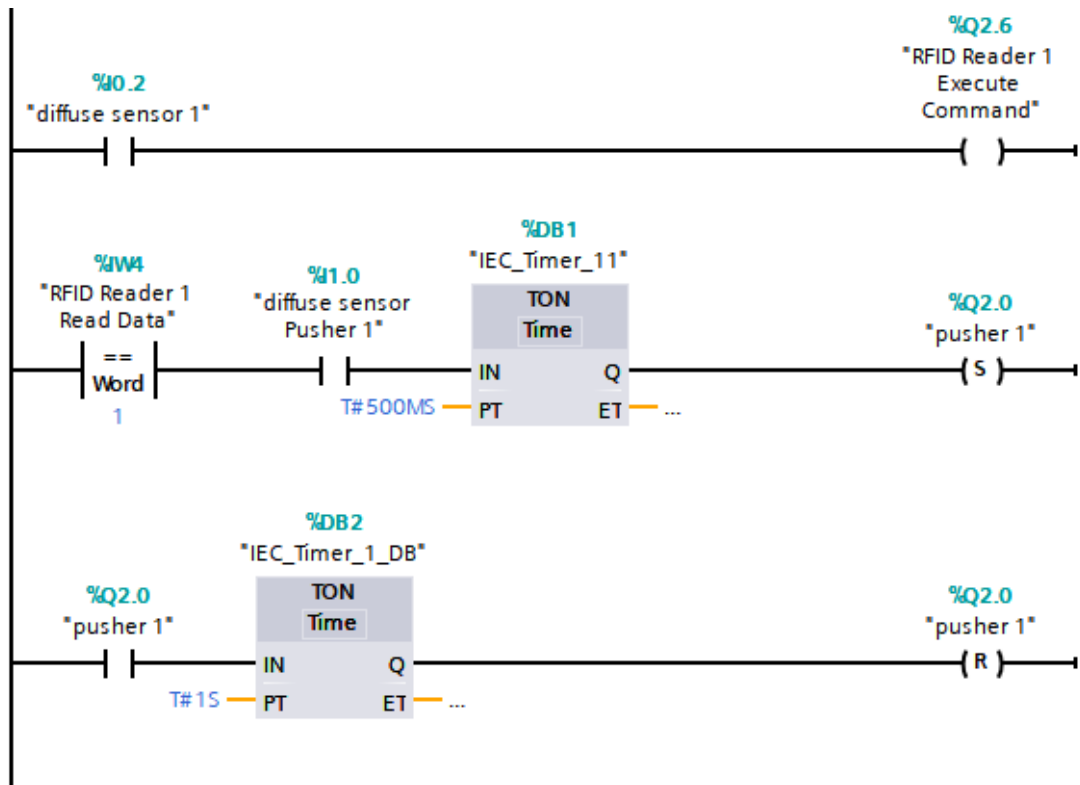 %Q2.6
"RFID Reader 1
Execute
Command"
%I0.2
"diffuse sensor 1"
( )
%DB1
"IEC_Timer_11"
%IW4
"RFID Reader 1
Read Data"
%I1.0
"diffuse sensor
Pusher 1"
TON
Time
%Q2.0
"pusher 1"
==
Word
1
IN
Q
S
T#500MS
PT
ET
...
%DB2
"IEC_Timer_1_DB"
%Q2.0
"pusher 1"
TON
Time
%Q2.0
"pusher 1"
IN
Q
R
T#1S
PT
ET
...